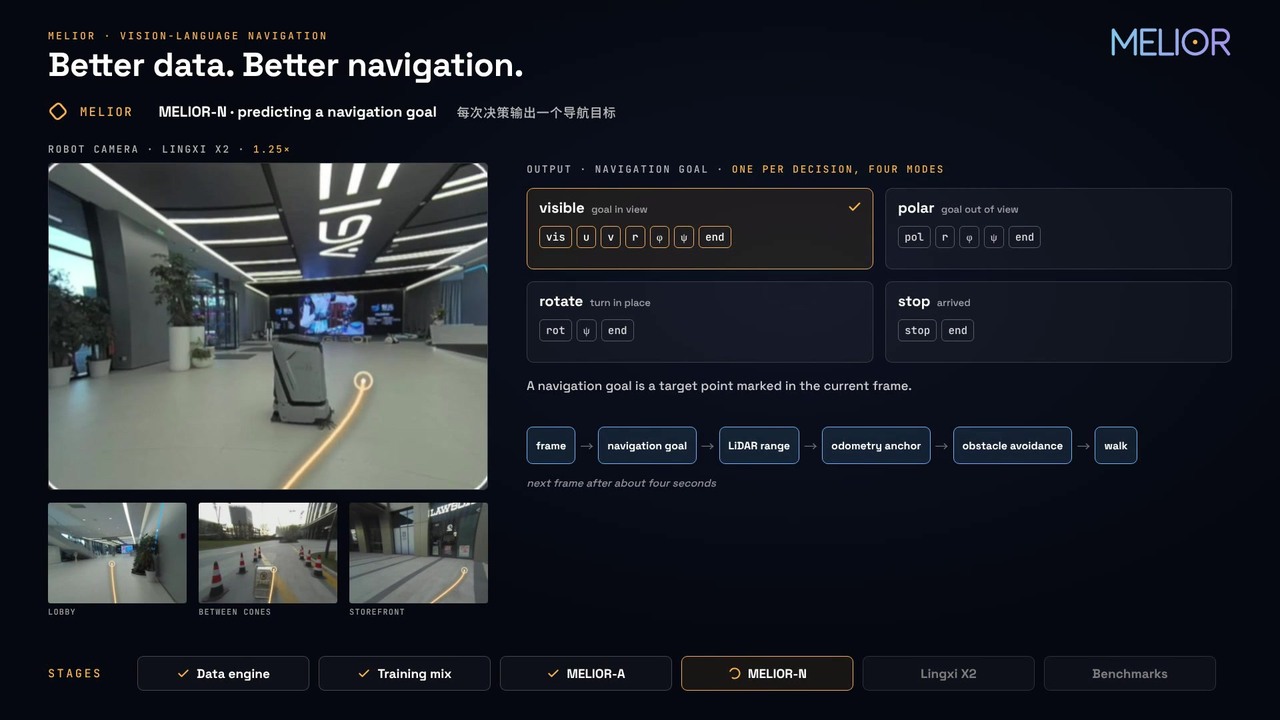 MELIOR · VISION-LANGUAGE NAVIGATION
MELIOR
Better data. Better navigation.
MELIOR
MELIOR-N · predicting a navigation goal
每次决策输出一个导航目标
ROBOT CAMERA · LINGXI X2 · 1.25×
OUTPUT · NAVIGATION GOAL · ONE PER DECISION, FOUR MODES
visible goal in view
vis u v r φ ψ end
polar goal out of view
pol r φ ψ end
rotate turn in place
rot ψ end
stop arrived
stop end
A navigation goal is a target point marked in the current frame.
frame → navigation goal → LiDAR range → odometry anchor → obstacle avoidance → walk
next frame after about four seconds
LOBBY
BETWEEN CONES
STOREFRONT
STAGES
Data engine
Training mix
MELIOR-A
MELIOR-N
Lingxi X2
Benchmarks